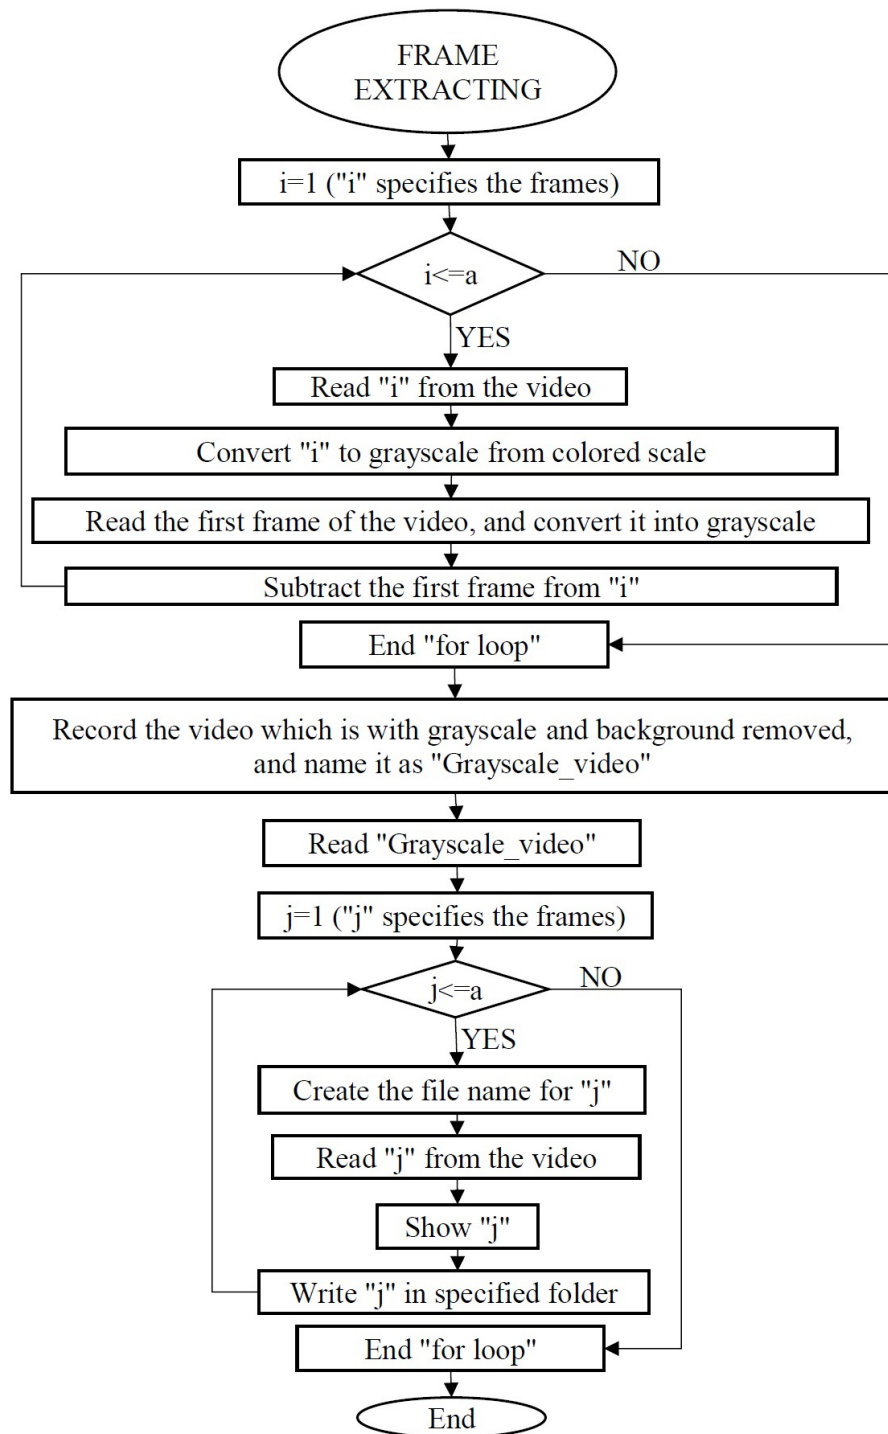 FRAME
EXTRACTING
i=1 ("i" specifies the frames)
i<=a
NO
YES
Read "i" from the video
Convert "i" to grayscale from colored scale
Read the first frame of the video, and convert it into grayscale
Subtract the first frame from "i"
End "for loop"
Record the video which is with grayscale and background removed,
and name it as "Grayscale_video"
Read "Grayscale_video"
j=1 ("j" specifies the frames)
j<=a
NO
YES
Create the file name for "j"
Read "j" from the video
Show "j"
Write "j" in specified folder
End "for loop"
End